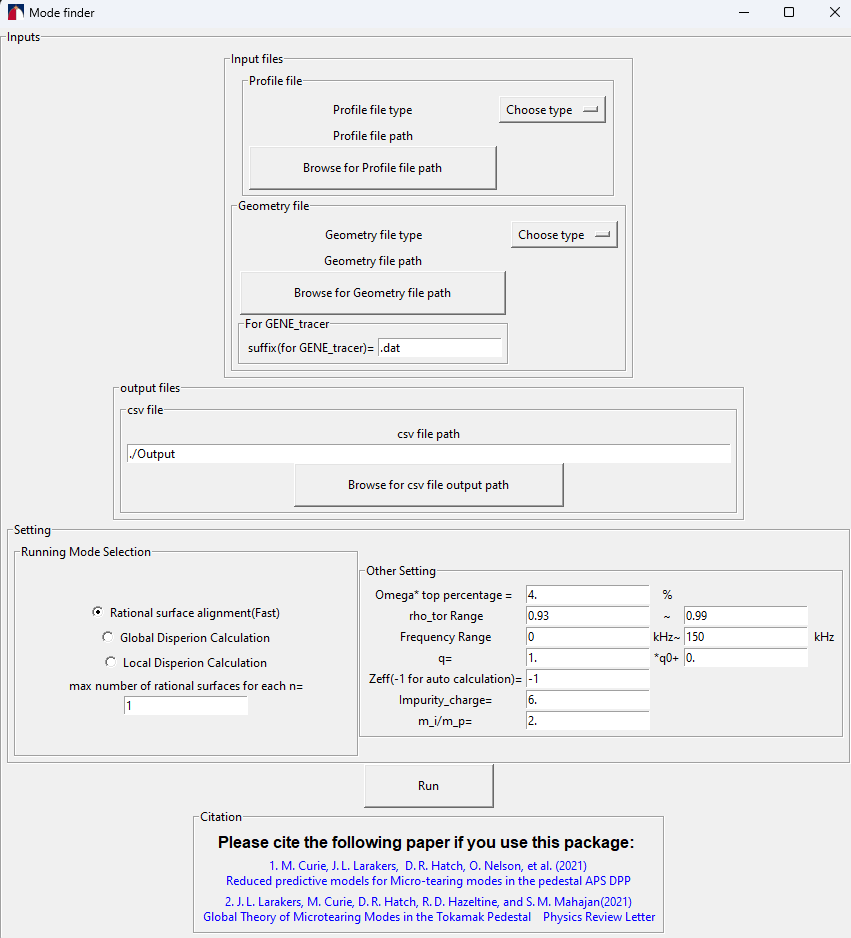 Mode finder
Inputs
Input files
Profile file
Profile file type Choose type
Profile file path
Browse for Profile file path
Geometry file
Geometry file type Choose type
Geometry file path
Browse for Geometry file path
For GENE_tracer
suffix(for GENE_tracer)= .dat
output files
csv file
csv file path
./Output
Browse for csv file output path
Setting
Running Mode Selection
Rational surface alignment(Fast)
Global Disperion Calculation
Local Disperion Calculation
max number of rational surfaces for each n=
1
Other Setting
Omega* top percentage = 4. %
rho_tor Range 0.93 ~ 0.99
Frequency Range 0 kHz~ 150 kHz
q= 1. *q0+ 0.
Zeff(-1 for auto calculation)= -1
Impurity_charge= 6.
m_i/m_p= 2.
Run
Citation
Please cite the following paper if you use this package:
1. M. Curie, J. L. Larakers, D. R. Hatch, O. Nelson, et al. (2021)
Reduced predictive models for Micro-tearing modes in the pedestal APS DPP
2. J. L. Larakers, M. Curie, D. R. Hatch, R. D. Hazeltine, and S. M. Mahajan(2021)
Global Theory of Microtearing Modes in the Tokamak Pedestal Physics Review Letter